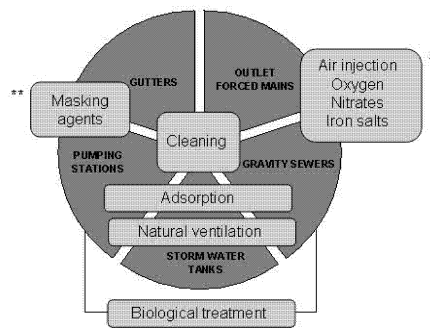 GUTTERS
OUTLET
FORCED MAINS
Air injection
Oxygen
Nitrates
Iron salts
**
Masking
agents
Cleaning
PUMPING
STATIONS
GRAVITY SEWERS
Adsorption
Natural ventilation
STORM WATER
TANKS
Biological treatment